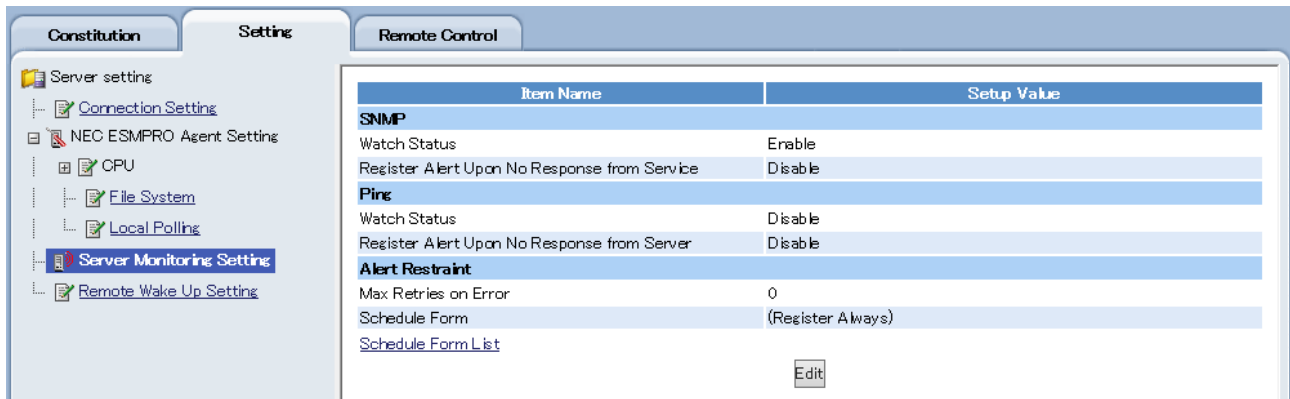 Constitution
Setting
Remote Control
Server setting
Connection Setting
NEC ESMPRO Agent Setting
CPU
File System
Local Polling
Server Monitoring Setting
Remote Wake Up Setting
Item Name Setup Value
SNMP
Watch Status Enable
Register Alert Upon No Response from Service Disable
Ping
Watch Status Disable
Register Alert Upon No Response from Server Disable
Alert Restraint
Max Retries on Error 0
Schedule Form (Register Always)
Schedule Form List
Edit